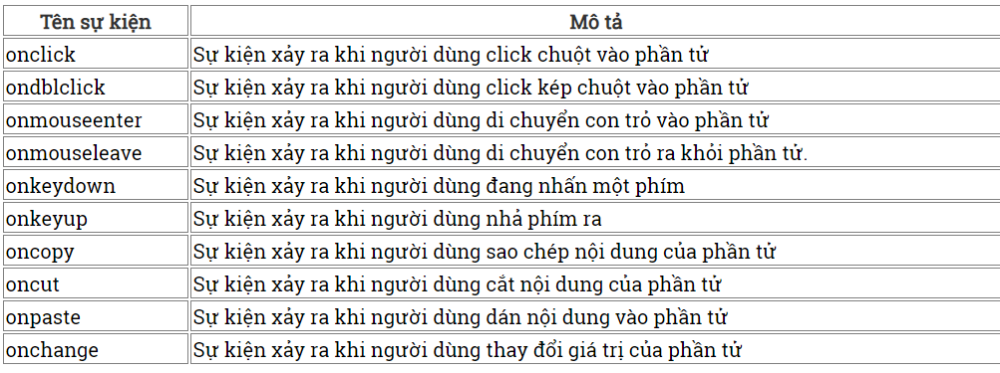 Tên sự kiện Mô tả
onclick Sự kiện xảy ra khi người dùng click chuột vào phần tử
ondblclick Sự kiện xảy ra khi người dùng click kép chuột vào phần tử
onmouseenter Sự kiện xảy ra khi người dùng di chuyển con trỏ vào phần tử
onmouseleave Sự kiện xảy ra khi người dùng di chuyển con trỏ ra khỏi phần tử.
onkeydown Sự kiện xảy ra khi người dùng đang nhấn một phím
onkeyup Sự kiện xảy ra khi người dùng nhả phím ra
oncopy Sự kiện xảy ra khi người dùng sao chép nội dung của phần tử
oncut Sự kiện xảy ra khi người dùng cắt nội dung của phần tử
onpaste Sự kiện xảy ra khi người dùng dán nội dung vào phần tử
onchange Sự kiện xảy ra khi người dùng thay đổi giá trị của phần tử